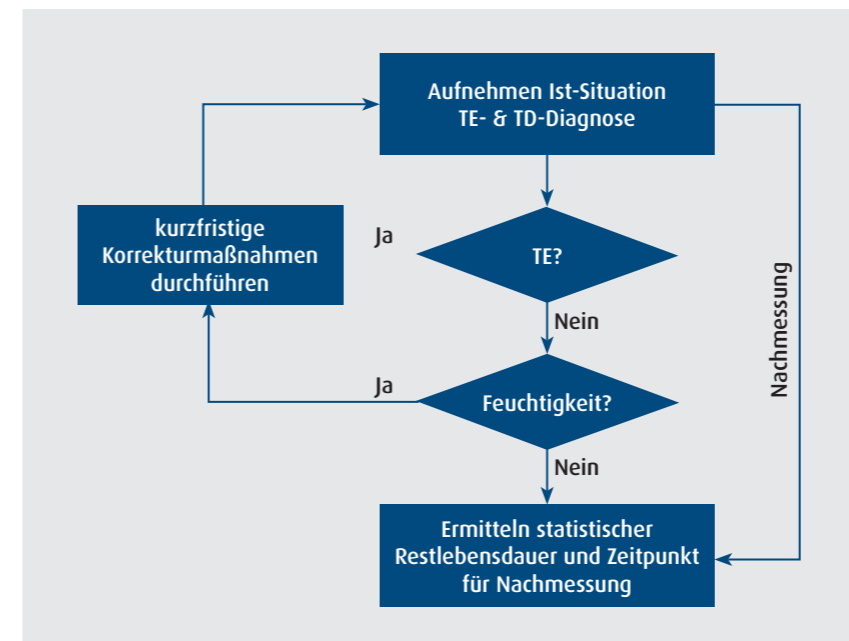 Aufnehmen Ist-Situation
TE- & TD-Diagnose
kurzfristige
Korrekturmaßnahmen
durchführen
Ja
TE?
Nein
Ja
Feuchtigkeit?
Nein
Nachmessung
Ermitteln statistischer
Restlebensdauer und Zeitpunkt
für Nachmessung